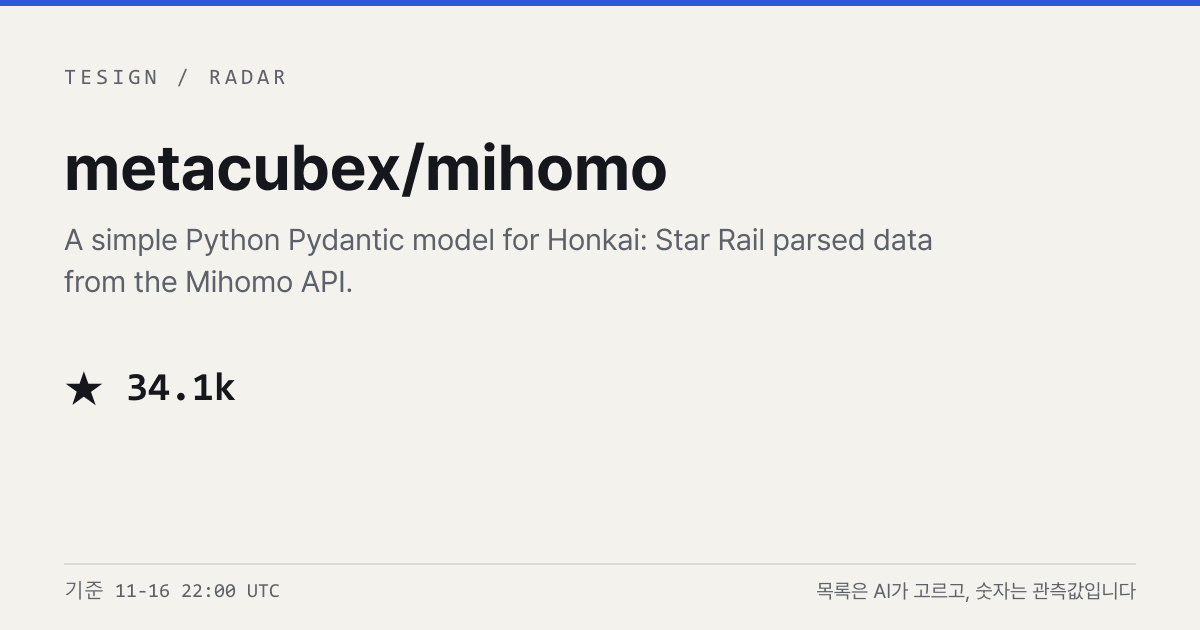 TESIGN / RADAR
metacubex/mihomo
A simple Python Pydantic model for Honkai: Star Rail parsed data
from the Mihomo API.
★ 34.1k
기준 11-16 22:00 UTC
목록은 AI가 고르고, 숫자는 관측값입니다